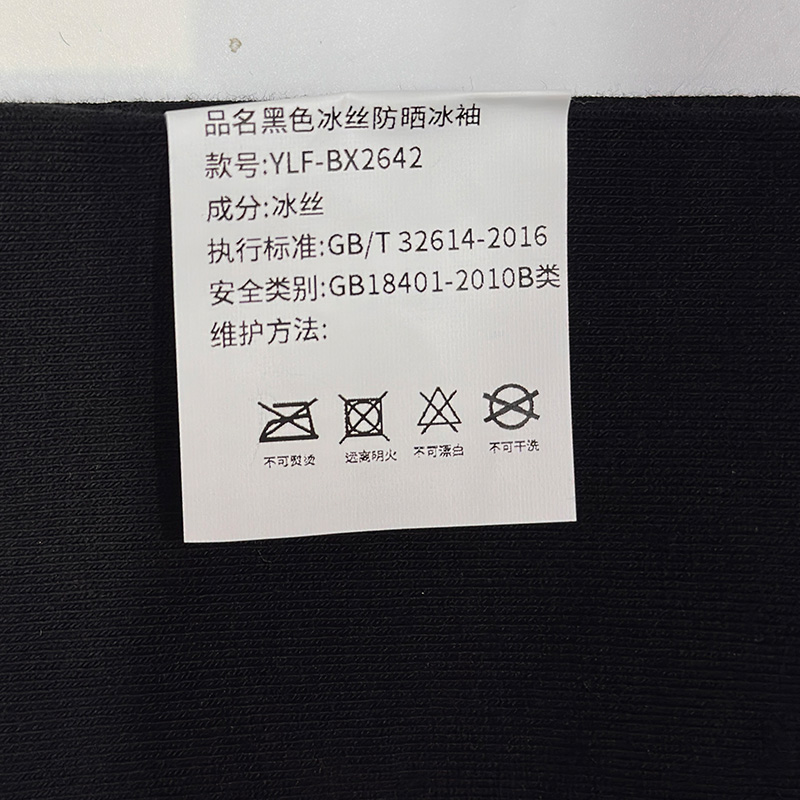 品名黑色冰丝防晒冰袖
款号:YLF-BX2642
成分:冰丝
执行标准:GB/T 32614-2016
安全类别:GB18401-2010B类
维护方法:
不可熨烫 远离明火 不可漂白 不可干洗